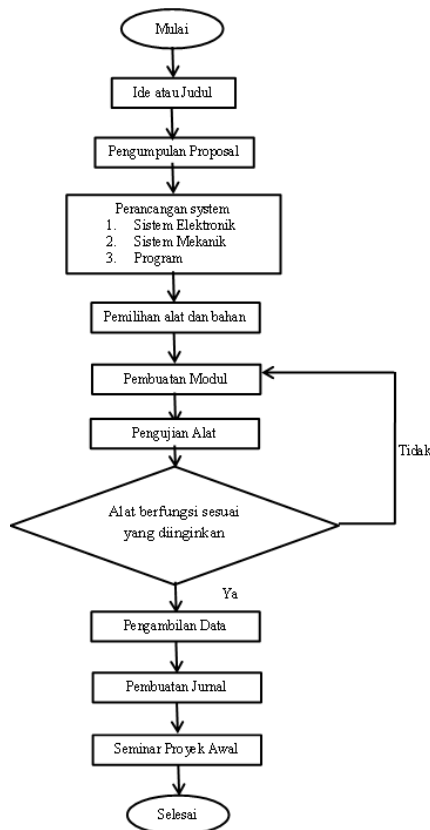 Mulai
Ide atau Judul
Pengumpulan Proposal
Perancangan system
1. Sistem Elektronik
2. Sistem Mekanik
3. Program
Pemilihan alat dan bahan
Pembuatan Modul
Pengujian Alat
Tidak
Alat berfungsi sesuai
yang diinginkan
Ya
Pengambilan Data
Pembuatan Jurnal
Seminar Proyek Awal
Selesai